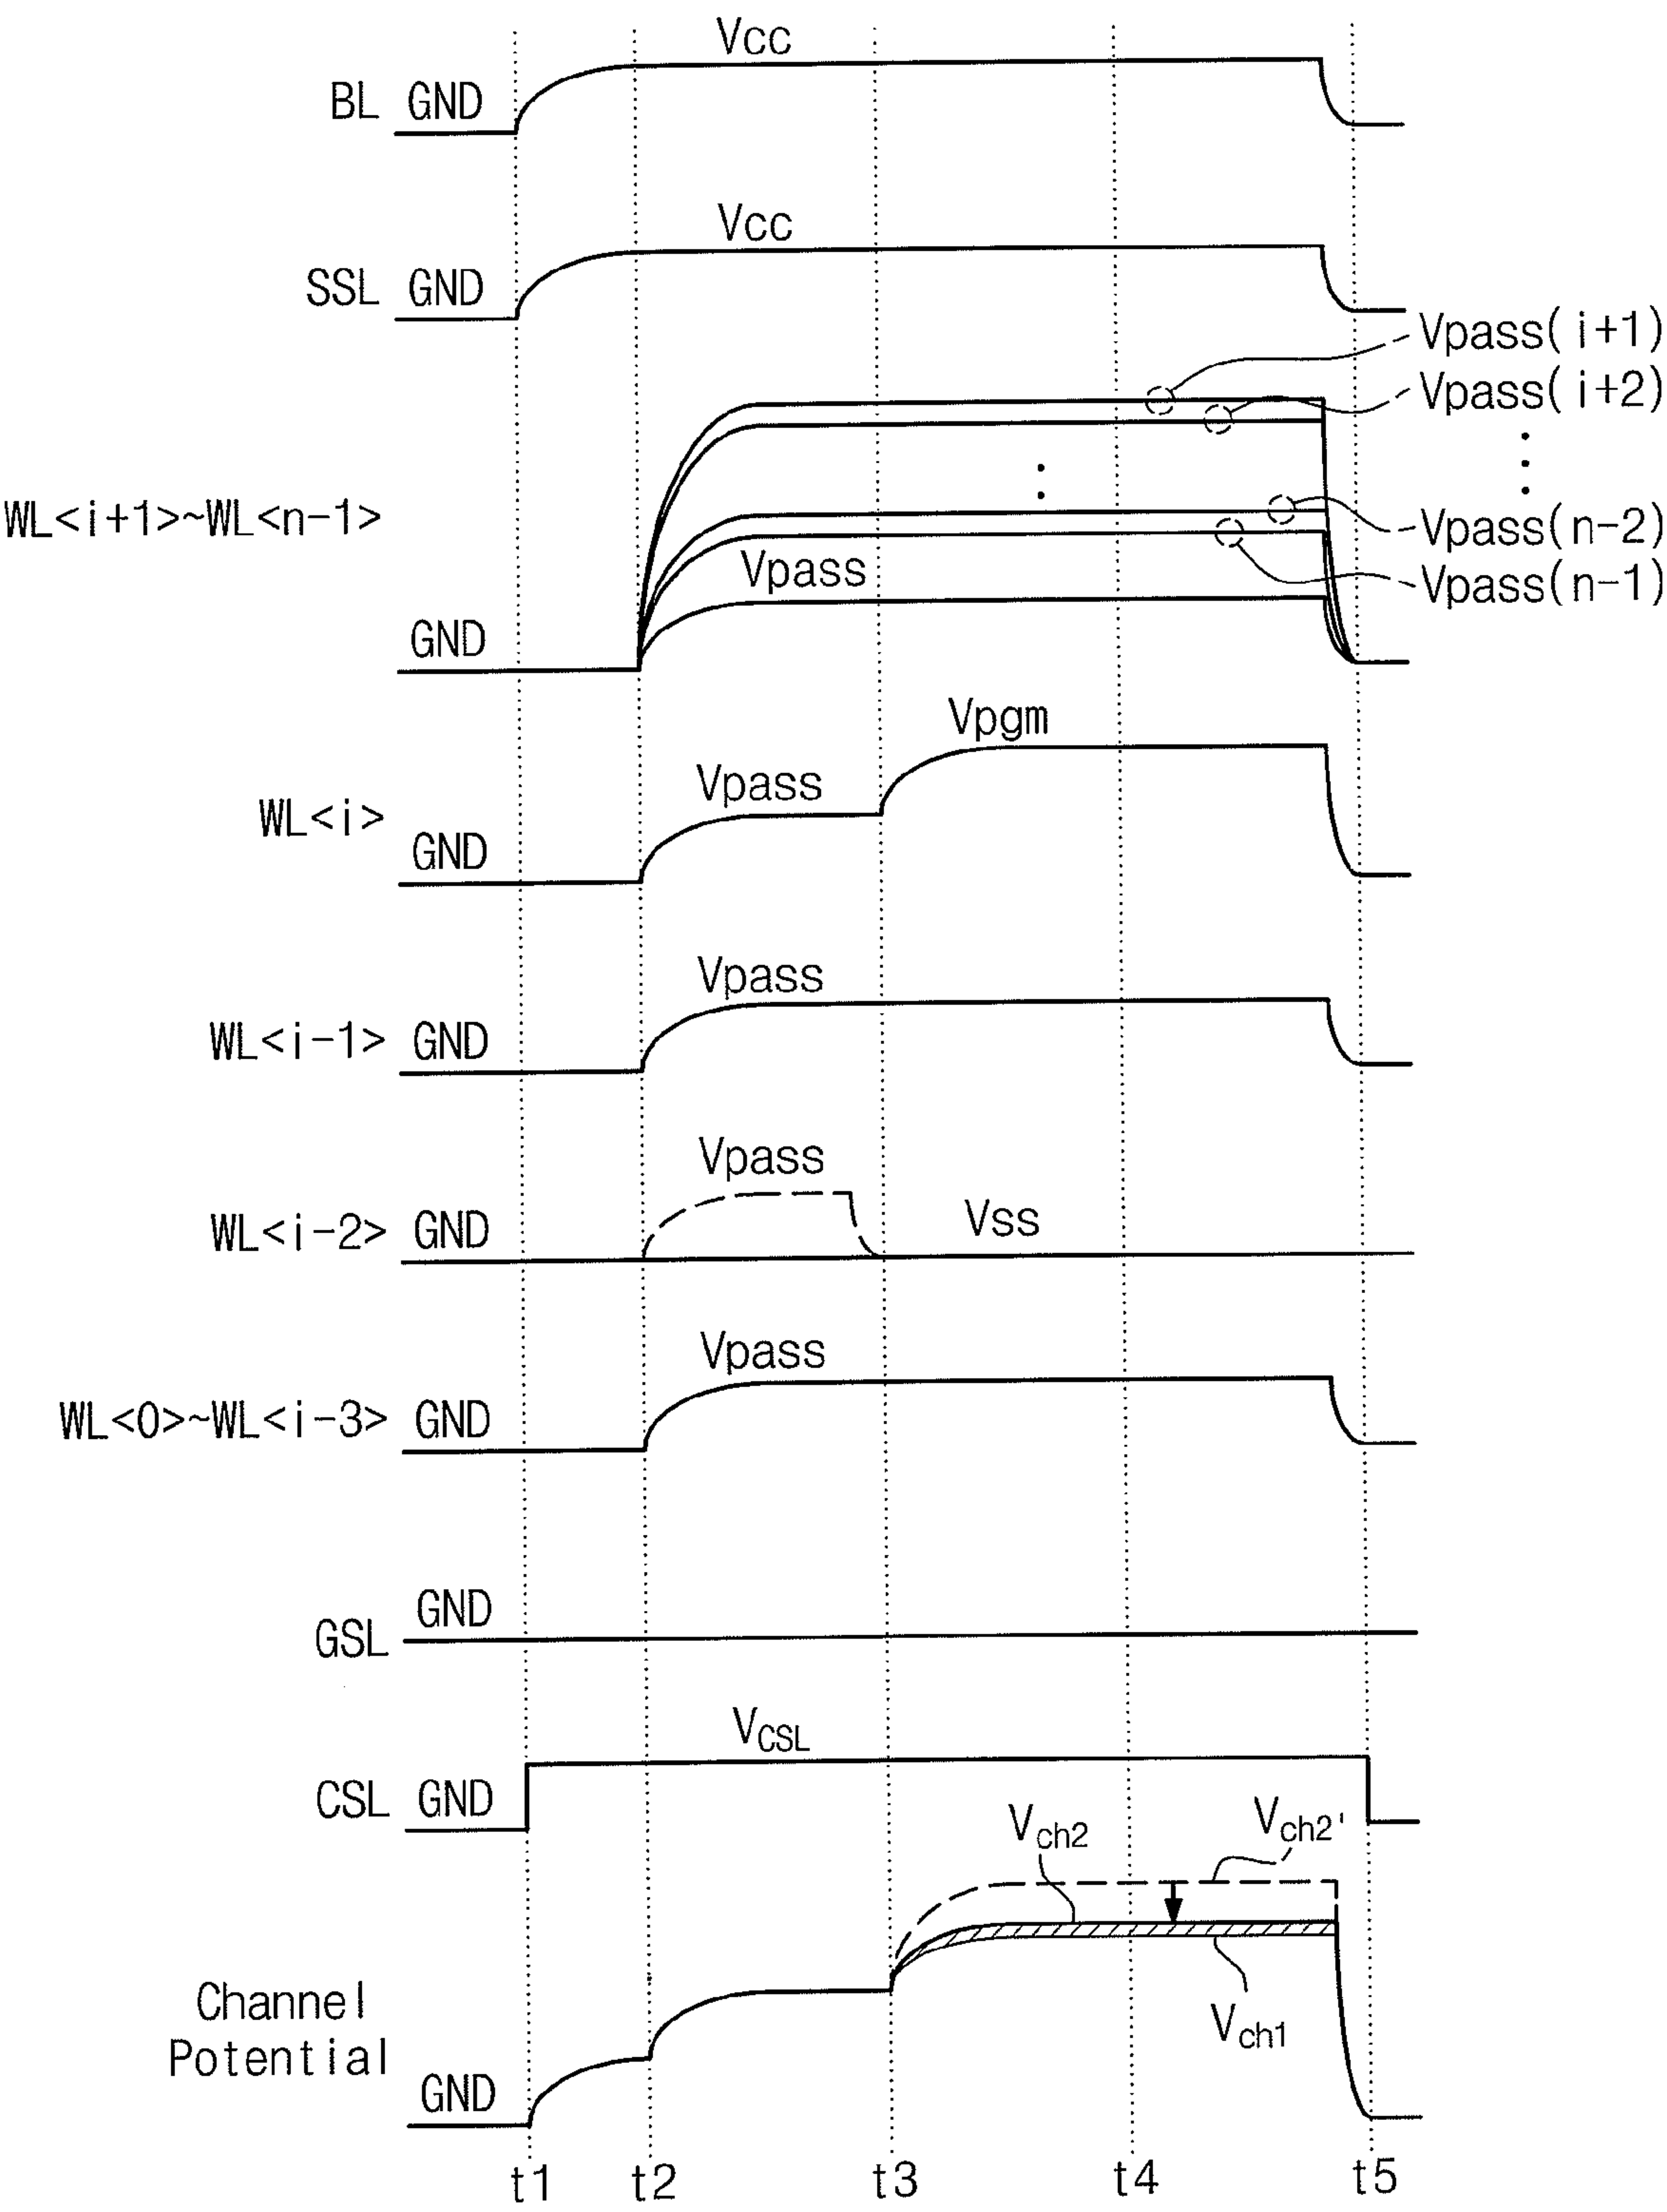 Vcc
BL GND
Vcc
SSL GND
Vpass(i+1)
Vpass(i+2)
WL<i+1>~WL<n-1>
Vpass(n-2)
Vpass
Vpass(n-1)
GND
Vpgm
Vpass
WL<i>
GND
Vpass
WL<i-1> GND
Vpass
WL<i-2> GND
Vss
Vpass
WL<0>~WL<i-3> GND
GND
GSL
VCSL
CSL GND
Vch2
Vch2'
Channel
Potential
Vch1
GND
t1 t2 t3 t4 t5